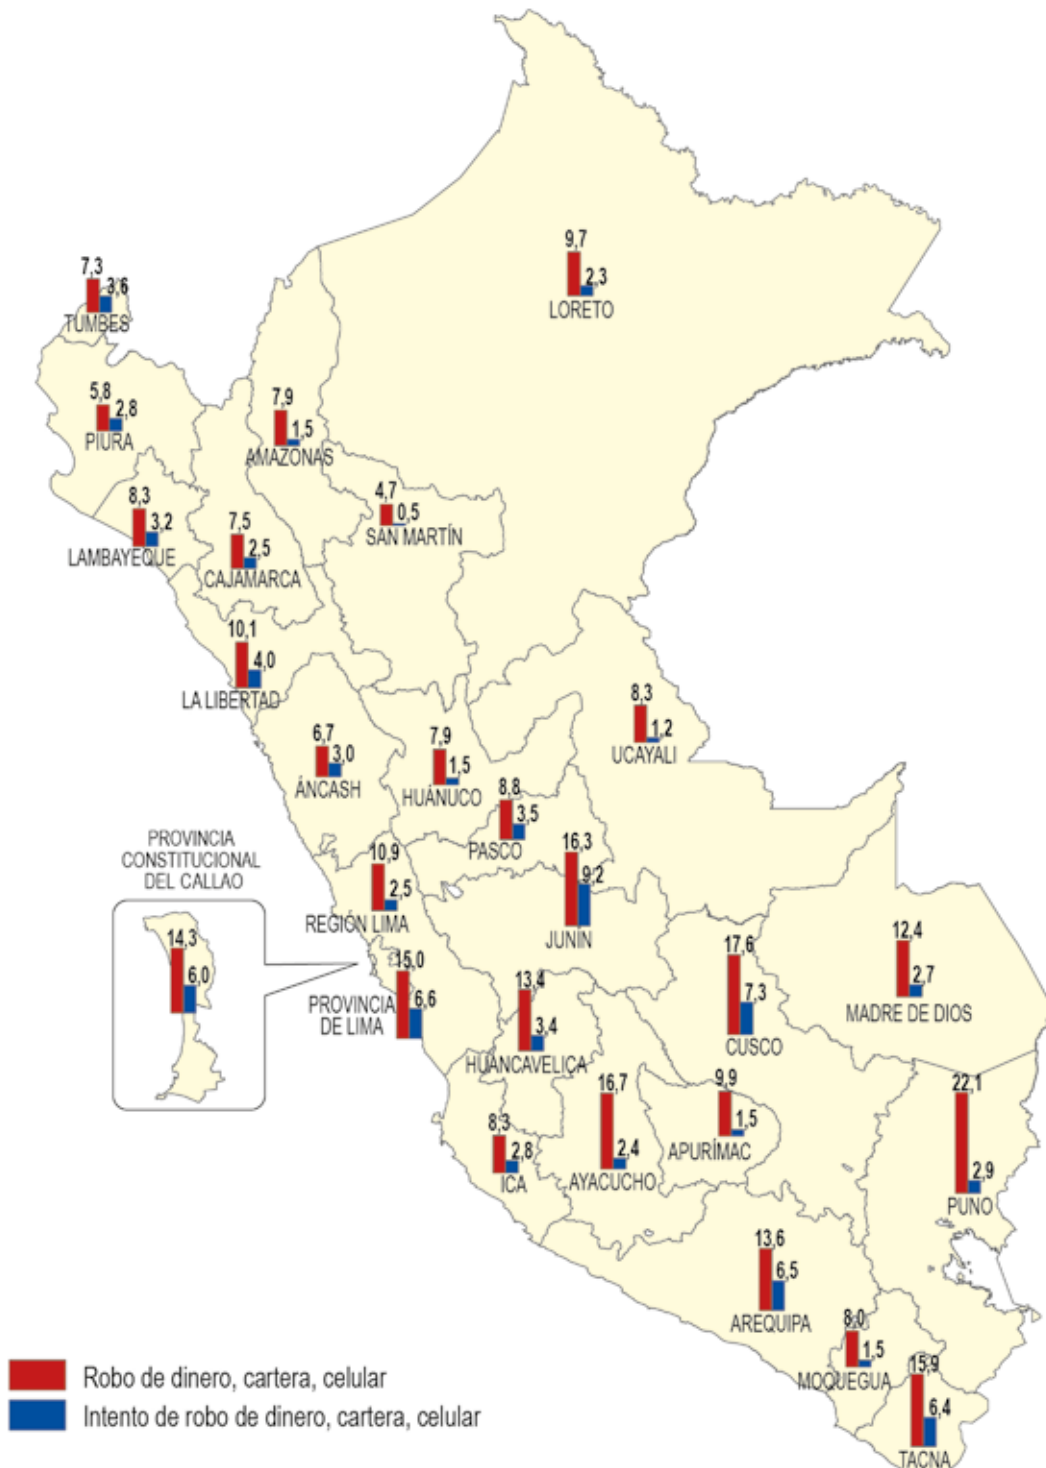 9,7
2,3
LORETO
7,3
3,6
TUMBES
5,8
2,8
PIURA
7,9
1,5
AMAZONAS
4,7
0,5
SAN MARTÍN
8,3
3,2
LAMBAYEQUE
7,5
2,5
CAJAMARCA
10,1
4,0
LA LIBERTAD
8,3
1,2
UCAYALI
6,7
3,0
ÁNCASH
7,9
1,5
HUÁNUCO
8,8
3,5
PASCO
PROVINCIA
CONSTITUCIONAL
DEL CALLAO
14,3
6,0
10,9
2,5
REGIÓN LIMA
16,3
9,2
JUNÍN
15,0
6,6
PROVINCIA
DE LIMA
13,4
3,4
HUANCAVELICA
17,6
7,3
CUSCO
12,4
2,7
MADRE DE DIOS
8,3
2,8
ICA
16,7
2,4
AYACUCHO
9,9
1,5
APURÍMAC
22,1
2,9
PUNO
13,6
6,5
AREQUIPA
8,0
1,5
MOQUEGUA
15,9
6,4
TACNA
Robo de dinero, cartera, celular
Intento de robo de dinero, cartera, celular